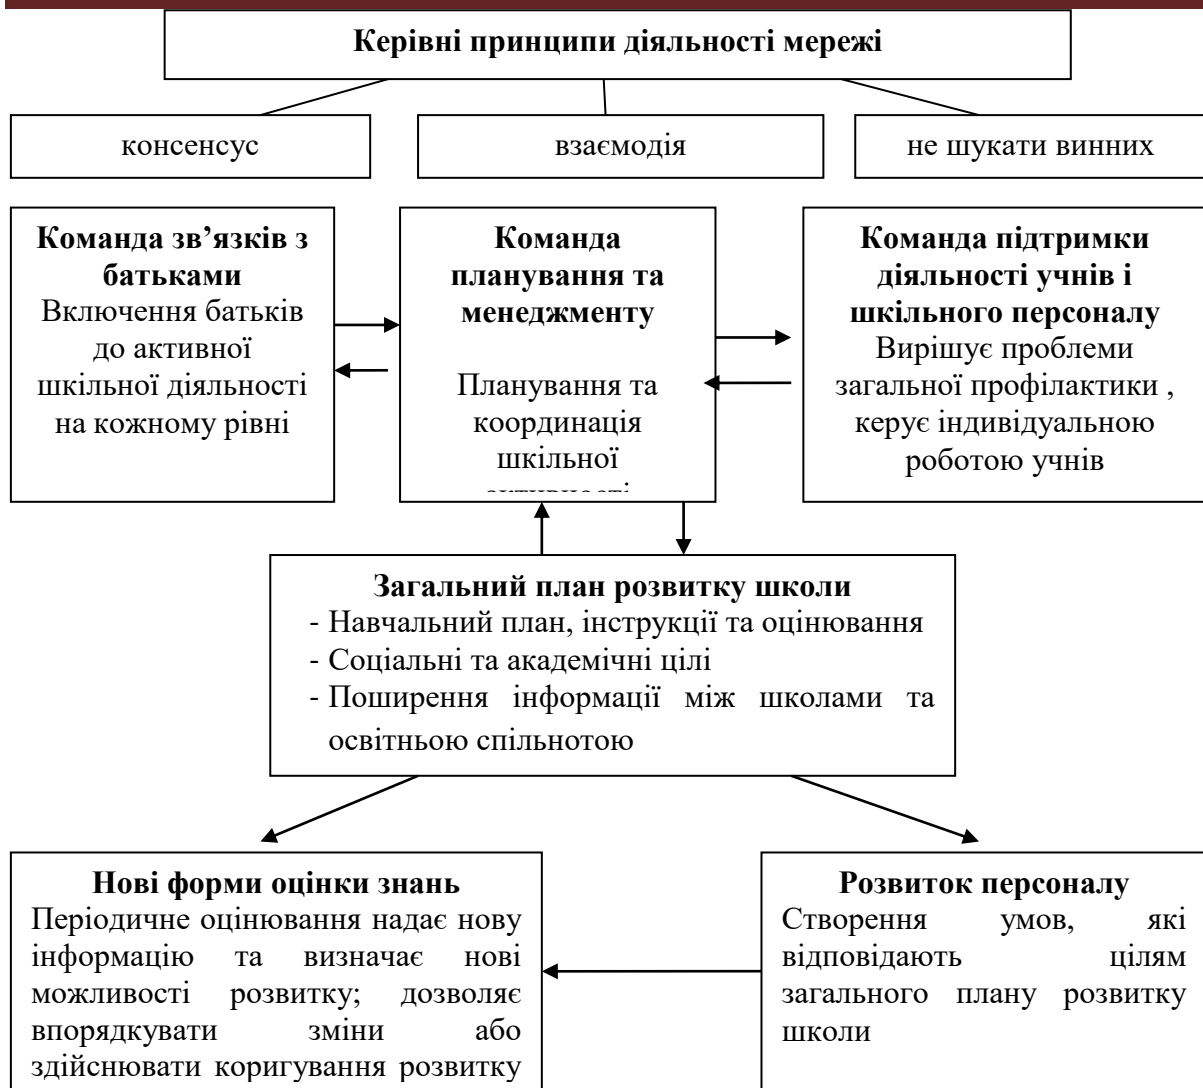 Керівні принципи діяльності мережі
консенсус
взаємодія
не шукати винних
Команда зв’язків з
батьками
Включення батьків
до активної
шкільної діяльності
на кожному рівні
Команда
планування та
менеджменту
Планування та
координація
шкільної
Команда підтримки
діяльності учнів і
шкільного персоналу
Вирішує проблеми
загальної профілактики ,
керує індивідуальною
роботою учнів
Загальний план розвитку школи
- Навчальний план, інструкції та оцінювання
- Соціальні та академічні цілі
- Поширення інформації між школами та
освітньою спільнотою
Нові форми оцінки знань
Періодичне оцінювання надає нову
інформацію та визначає нові
можливості розвитку; дозволяє
впорядкувати зміни або
здійснювати коригування розвитку
Розвиток персоналу
Створення умов, які
відповідають цілям
загального плану розвитку
школи